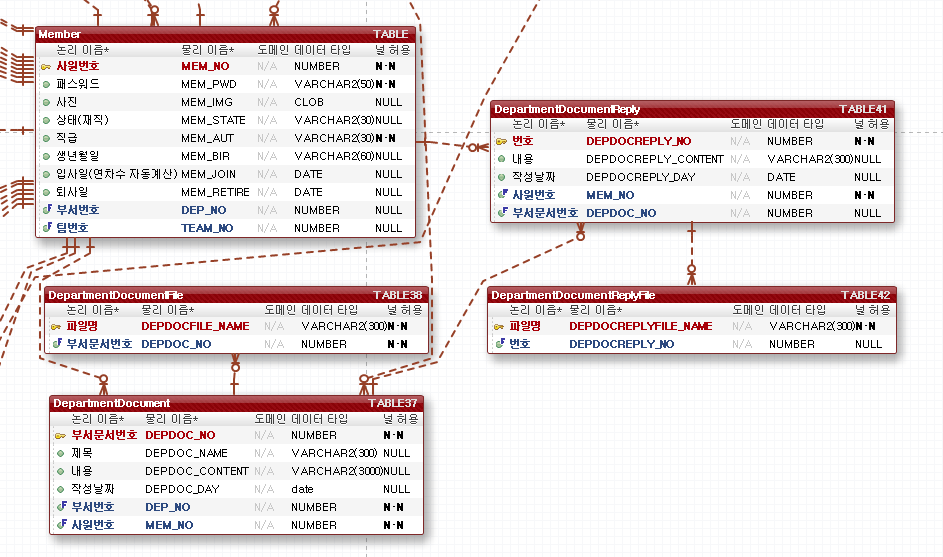 Member TABLE
논리 이름* 물리 이름* 도메인 데이터 타입 널 허용
사원번호 MEM_NO N/A NUMBER N-N
패스워드 MEM_PWD N/A VARCHAR2(50) N-N
사진 MEM_IMG N/A CLOB NULL
상태(재직) MEM_STATE N/A VARCHAR2(30) NULL
직급 MEM_AUT N/A VARCHAR2(30) N-N
생년월일 MEM_BIR N/A VARCHAR2(60) NULL
입사일(연차수 자동계산) MEM_JOIN N/A DATE NULL
퇴사일 MEM_RETIRE N/A DATE NULL
부서번호 DEP_NO N/A NUMBER NULL
팀번호 TEAM_NO N/A NUMBER NULL
DepartmentDocumentReply TABLE41
논리 이름* 물리 이름* 도메인 데이터 타입 널 허용
번호 DEPDOCREPLY_NO N/A NUMBER N-N
내용 DEPDOCREPLY_CONTENT N/A VARCHAR2(300) NULL
작성날짜 DEPDOCREPLY_DAY N/A DATE NULL
사원번호 MEM_NO N/A NUMBER N-N
부서문서번호 DEPDOC_NO N/A NUMBER NULL
DepartmentDocumentFile TABLE38
논리 이름* 물리 이름* 도메인 데이터 타입 널 허용
파일명 DEPDOCFILE_NAME N/A VARCHAR2(300) N-N
부서문서번호 DEPDOC_NO N/A NUMBER N-N
DepartmentDocumentReplyFile TABLE42
논리 이름* 물리 이름* 도메인 데이터 타입 널 허용
파일명 DEPDOCREPLYFILE_NAME N/A VARCHAR2(300) N-N
번호 DEPDOCREPLY_NO N/A NUMBER NULL
DepartmentDocument TABLE37
논리 이름* 물리 이름* 도메인 데이터 타입 널 허용
부서문서번호 DEPDOC_NO N/A NUMBER N-N
제목 DEPDOC_NAME N/A VARCHAR2(300) NULL
내용 DEPDOC_CONTENT N/A VARCHAR2(3000) NULL
작성날짜 DEPDOC_DAY N/A date NULL
부서번호 DEP_NO N/A NUMBER N-N
사원번호 MEM_NO N/A NUMBER N-N